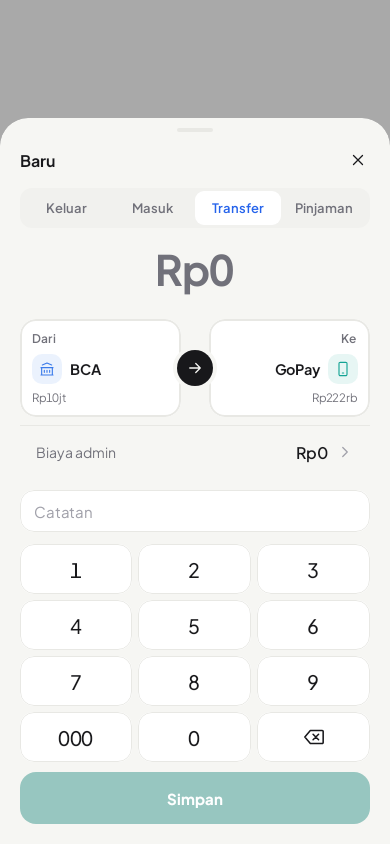 Baru
Keluar Masuk Transfer Pinjaman
Rp0
Dari Ke
BCA GoPay
Rp10jt Rp222rb
Biaya admin Rp0
Catatan
1 2 3
4 5 6
7 8 9
000 0
Simpan